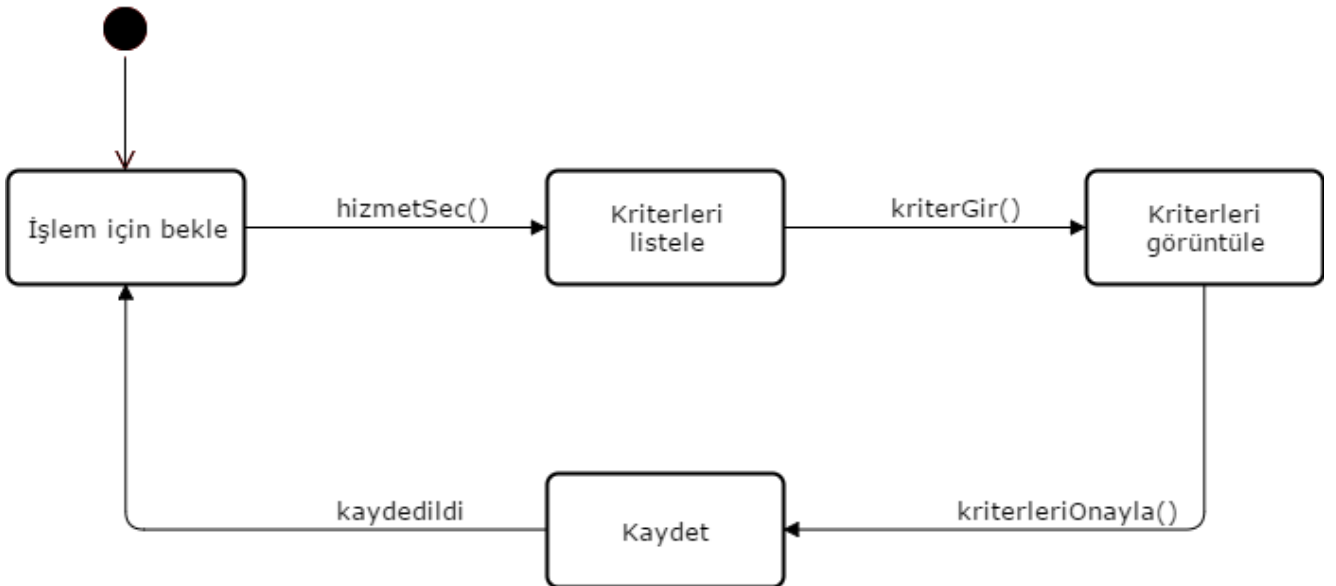 hizmetSec()
kriterGir()
İşlem için bekle
Kriterleri
listele
Kriterleri
görüntüle
kaydedildi
kriterleriOnayla()
Kaydet